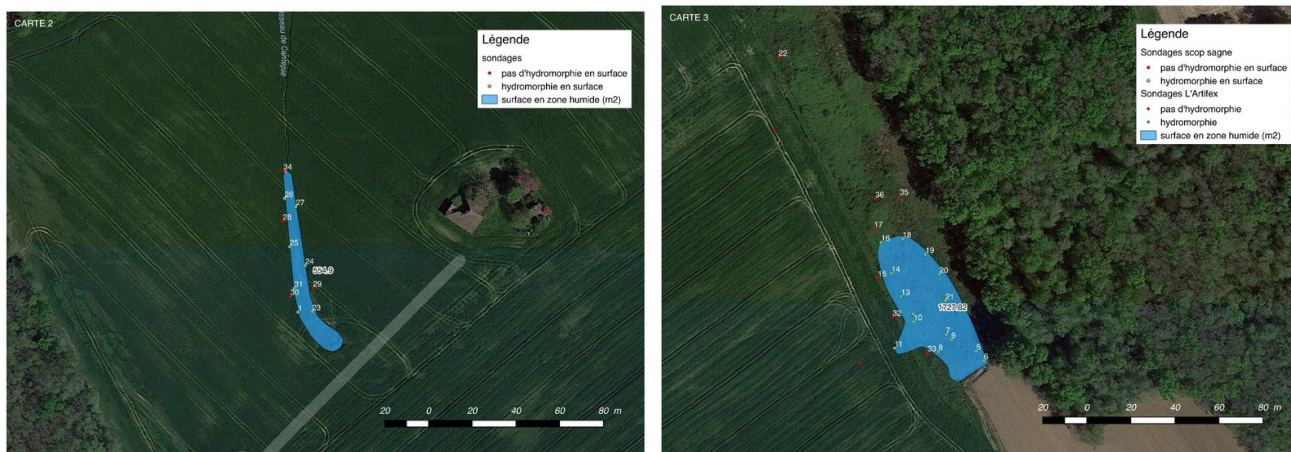 CARTE 2
Légende
sondages
pas d'hydromorphie en surface
hydromorphie en surface
surface en zone humide (m2)
34
26
27
28
25
24
554.9
31
29
30
1
23
20 0 20 40 60 80 m
CARTE 3
Légende
Sondages scop sagne
pas d'hydromorphie en surface
hydromorphie en surface
Sondages L'Artifex
pas d'hydromorphie
hydromorphie
surface en zone humide (m2)
22
36
35
17
16
18
19
15
14
20
13
21
1727.82
32
10
7
9
11
33
8
5
6
20 0 20 40 60 80 m